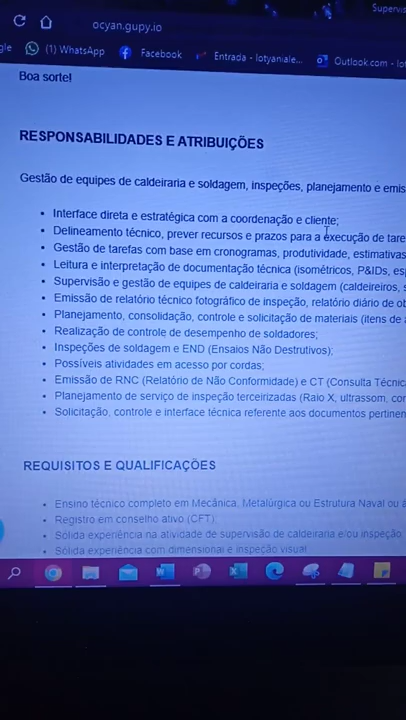 Supervis
ocyan.gupy.io
gle (1) WhatsApp Facebook Entrada - lotyaniale... Outlook.com - lot
Boa sorte!
RESPONSABILIDADES E ATRIBUIÇÕES
Gestão de equipes de caldeiraria e soldagem, inspeções, planejamento e emis
• Interface direta e estratégica com a coordenação e cliente;
• Delineamento técnico, prever recursos e prazos para a execução de tare
• Gestão de tarefas com base em cronogramas, produtividade, estimativas
• Leitura e interpretação de documentação técnica (isométricos, P&IDs, esp
• Supervisão e gestão de equipes de caldeiraria e soldagem (caldeireiros, s
• Emissão de relatório técnico fotográfico de inspeção, relatório diário de ob
• Planejamento, consolidação, controle e solicitação de materiais (itens de a
• Realização de controle de desempenho de soldadores;
• Inspeções de soldagem e END (Ensaios Não Destrutivos);
• Possíveis atividades em acesso por cordas;
• Emissão de RNC (Relatório de Não Conformidade) e CT (Consulta Técnic
• Planejamento de serviço de inspeção terceirizadas (Raio X, ultrassom, cor
• Solicitação, controle e interface técnica referente aos documentos pertinen
REQUISITOS E QUALIFICAÇÕES
• Ensino técnico completo em Mecânica, Metalúrgica ou Estrutura Naval ou á
• Registro em conselho ativo (CFT);
• Sólida experiência na atividade de supervisão de caldeiraria e/ou inspeção
• Sólida experiência com dimensional e inspeção visual